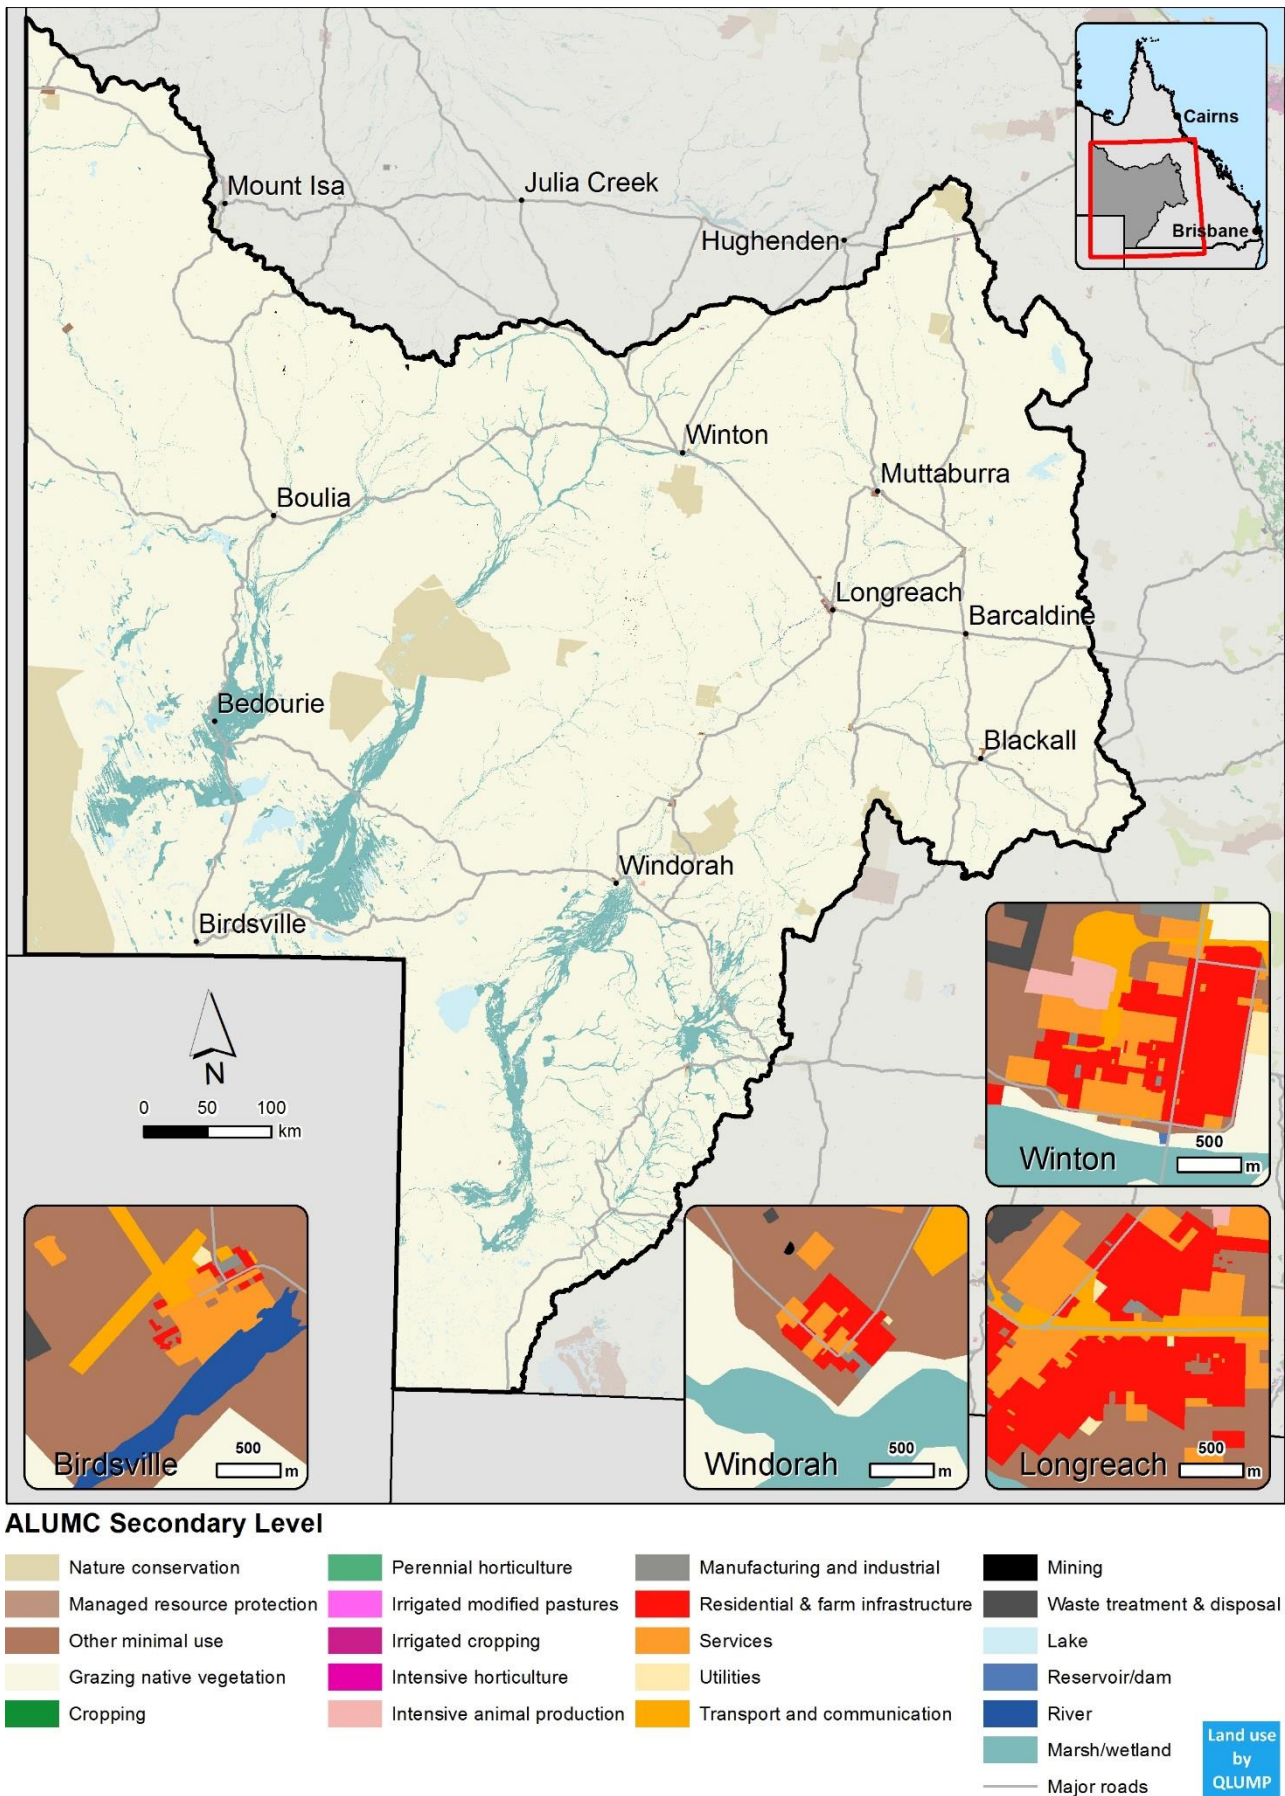 Cairns
Mount Isa
Julia Creek
Hughenden
Brisbane
Winton
Muttaburra
Boulia
Longreach
Barcaldine
Bedourie
Blackall
Windorah
Birdsville
N
0 50 100
km
500
m
Winton
500
m
Birdsville
500
m
Windorah
500
m
Longreach
ALUMC Secondary Level
Nature conservation
Managed resource protection
Other minimal use
Grazing native vegetation
Cropping
Perennial horticulture
Irrigated modified pastures
Irrigated cropping
Intensive horticulture
Intensive animal production
Manufacturing and industrial
Residential & farm infrastructure
Services
Utilities
Transport and communication
Mining
Waste treatment & disposal
Lake
Reservoir/dam
River
Marsh/wetland
Major roads
Land use
by
QLUMP